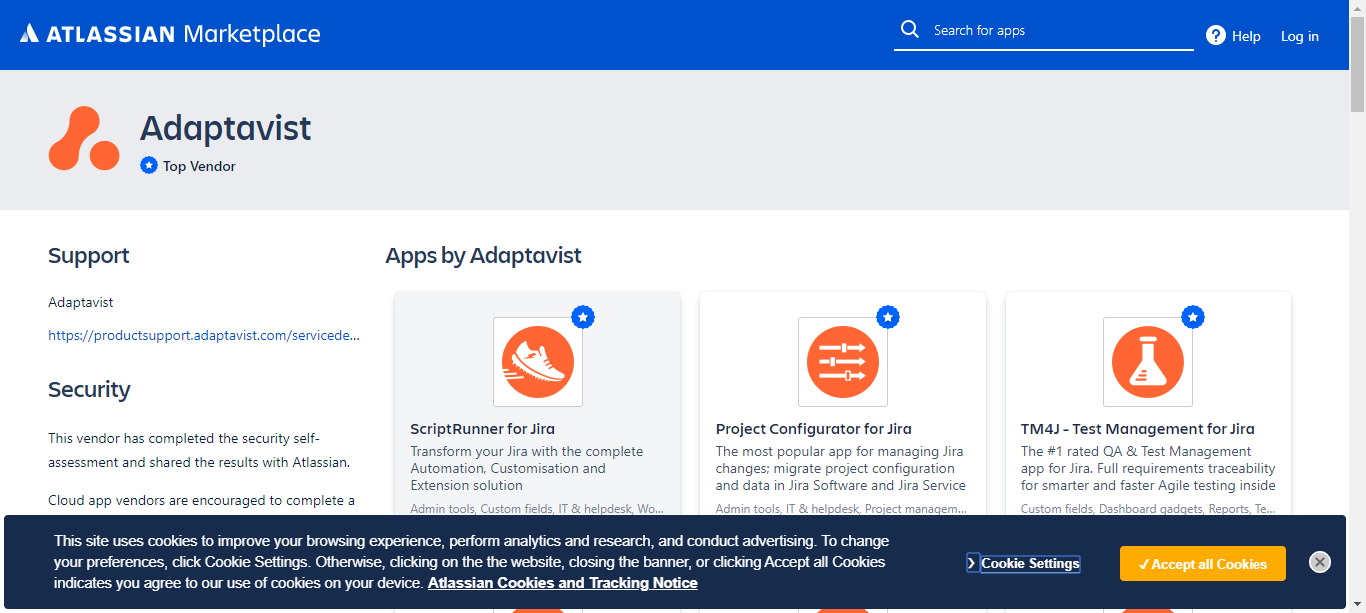 ATLASSIAN Marketplace
Search for apps
Help
Log in
Adaptavist
Top Vendor
Support
Adaptavist
https://productsupport.adaptavist.com/servicede...
Security
This vendor has completed the security self-
assessment and shared the results with Atlassian.
Cloud app vendors are encouraged to complete a
Apps by Adaptavist
ScriptRunner for Jira
Transform your Jira with the complete
Automation, Customisation and
Extension solution
Admin tools, Custom fields, IT & helpdesk, Wo...
Project Configurator for Jira
The most popular app for managing Jira
changes; migrate project configuration
and data in Jira Software and Jira Service
Admin tools, IT & helpdesk, Project managem...
TM4J - Test Management for Jira
The #1 rated QA & Test Management
app for Jira. Full requirements traceability
for smarter and faster Agile testing inside
Custom fields, Dashboard gadgets, Reports, Te...
This site uses cookies to improve your browsing experience, perform analytics and research, and conduct advertising. To change
your preferences, click Cookie Settings. Otherwise, clicking on the the website, closing the banner, or clicking Accept all Cookies
indicates you agree to our use of cookies on your device. Atlassian Cookies and Tracking Notice
❯ Cookie Settings
✓Accept all Cookies